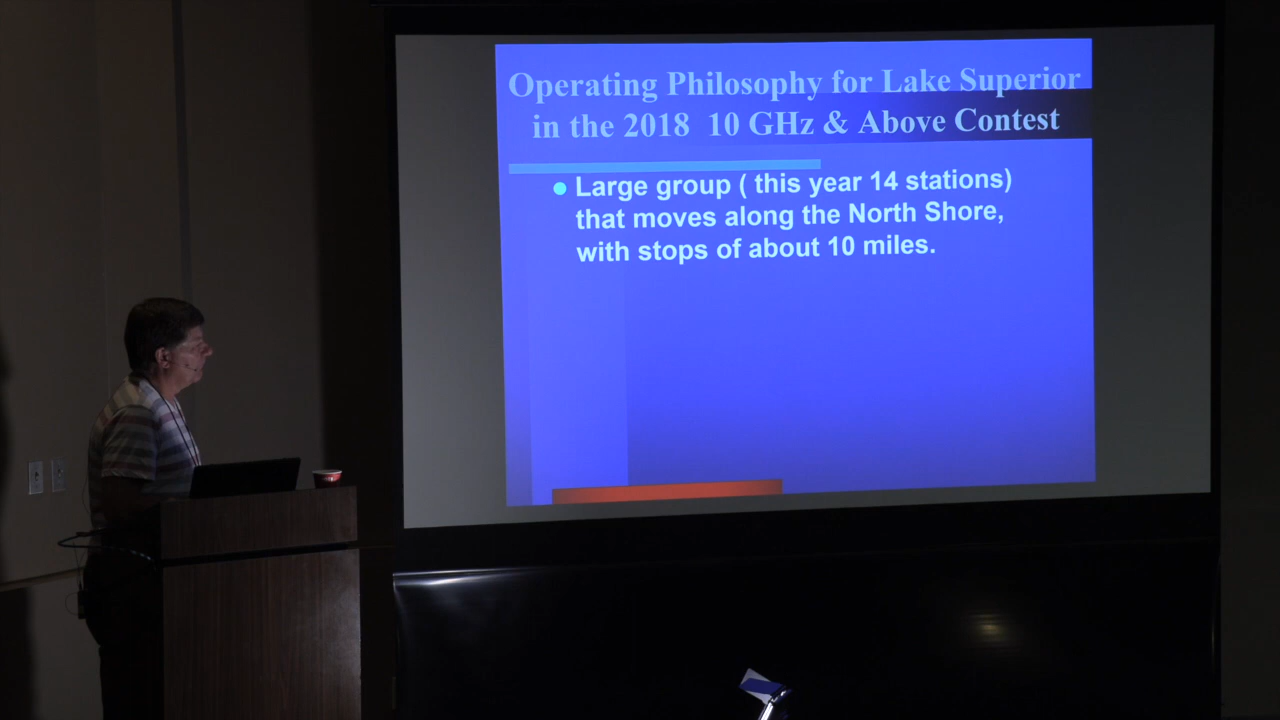 Operating Philosophy for Lake Superior
in the 2018 10 GHz & Above Contest
Large group ( this year 14 stations)
that moves along the North Shore,
with stops of about 10 miles.